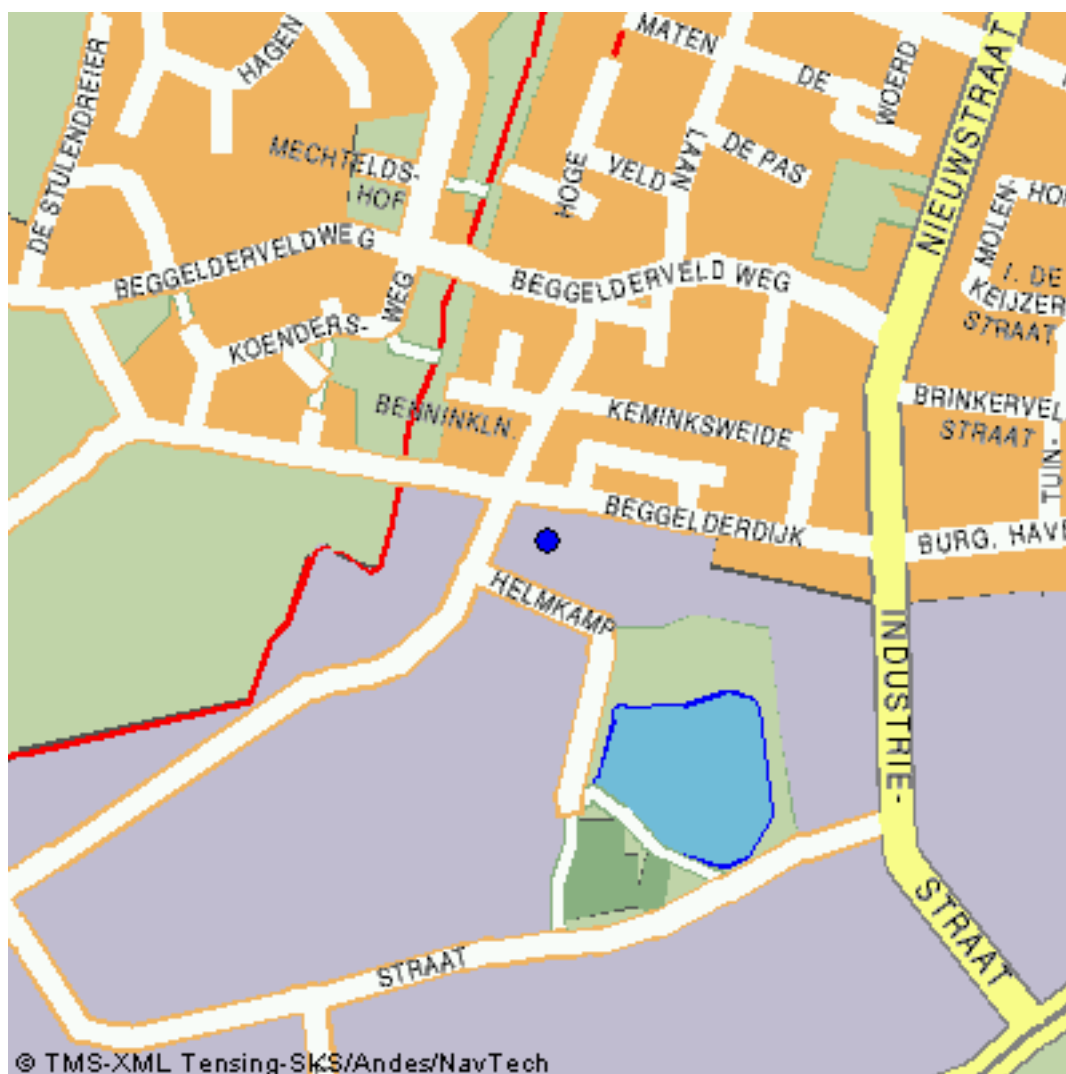 MATEN
DE
WOERD
HAGEN
DE STULENDREIER
NIEUWSTRAAT
LAAN
DE PAS
MECHTELDS-
HOF
HOGE
VELD
MOLEN-
HOF
I. DE
KEIJZER
STRAAT
BEGGELDERVELDWEG
BEGGELDERVELD WEG
KOENDERS-
WEG
BENNINKLN.
KEMINKSWEIDE
BRINKERVEL
STRAAT
TUIN-
BEGGELDERDIJK
BURG. HAVE
HELMKAMP
INDUSTRIE-
STRAAT
STRAAT
© TMS-XML Tensing-SKS/Andes/NavTech